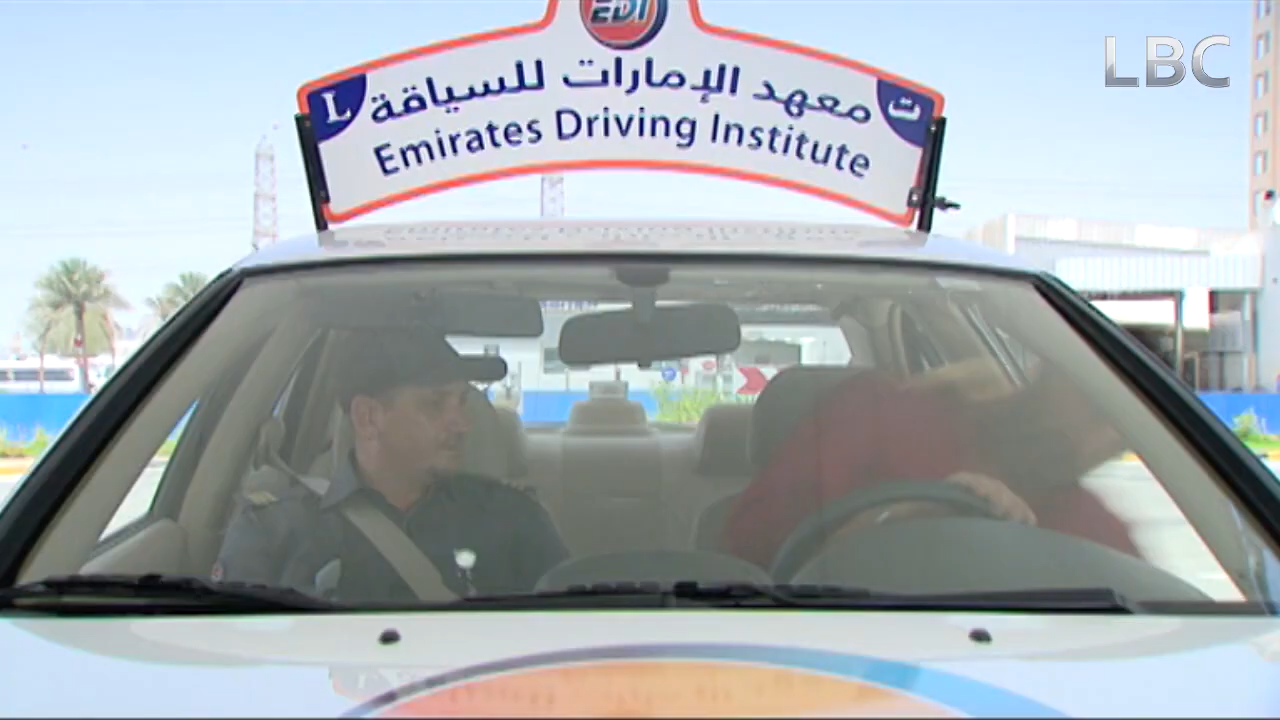 EDI
LBC
معهد الإمارات للسياقة
L
ت
Emirates Driving Institute